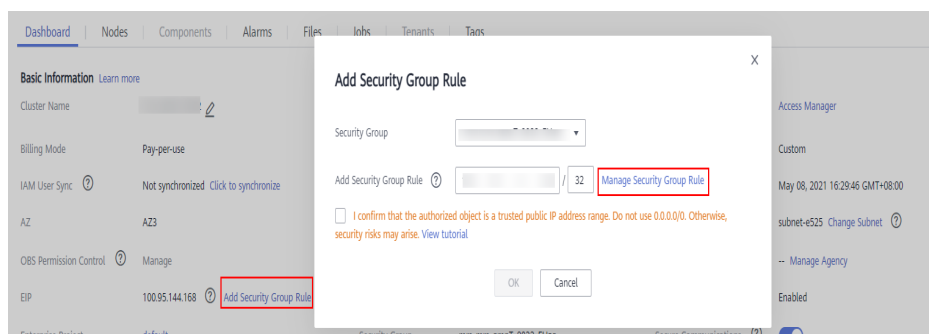 Dashboard Nodes Components Alarms Files Jobs Tenants Tags
Basic Information Learn more
Cluster Name
Access Manager
Billing Mode Pay-per-use
Custom
IAM User Sync ? Not synchronized Click to synchronize
May 08, 2021 16:29:46 GMT+08:00
AZ AZ3
subnet-e525 Change Subnet ?
OBS Permission Control ? Manage
-- Manage Agency
EIP 100.95.144.168 ? Add Security Group Rule
Enabled
default
X
Add Security Group Rule
Security Group
Add Security Group Rule ? / 32 Manage Security Group Rule
I confirm that the authorized object is a trusted public IP address range. Do not use 0.0.0.0/0. Otherwise,
security risks may arise. View tutorial
OK Cancel